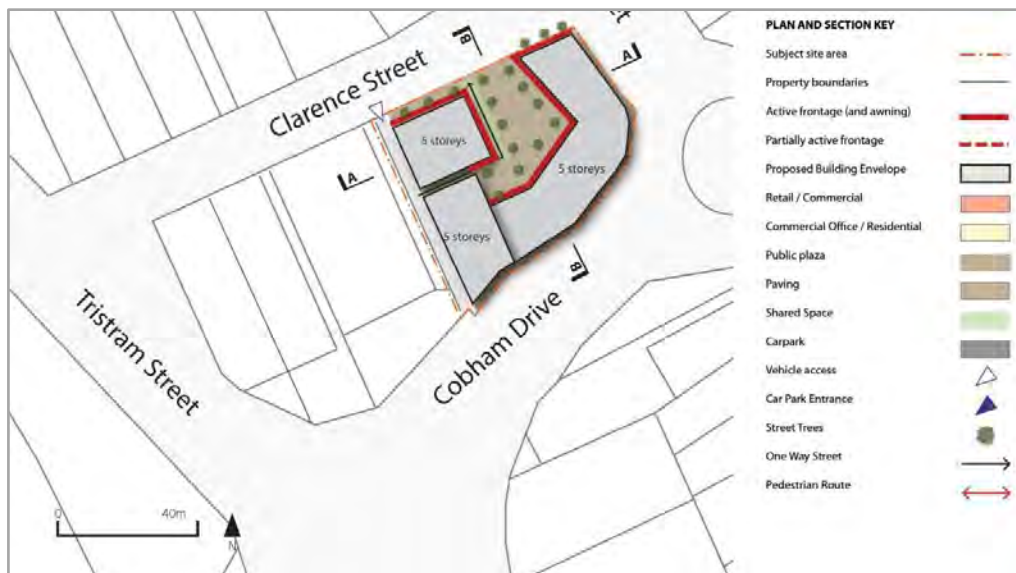 Clarence Street
B
A
5 storeys
A
5 storeys
5 storeys
B
Tristram Street
Cobham Drive
0
40m
N
PLAN AND SECTION KEY
Subject site area
Property boundaries
Active frontage (and awning)
Partially active frontage
Proposed Building Envelope
Retail / Commercial
Commercial Office / Residential
Public plaza
Paving
Shared Space
Carpark
Vehicle access
Car Park Entrance
Street Trees
One Way Street
Pedestrian Route